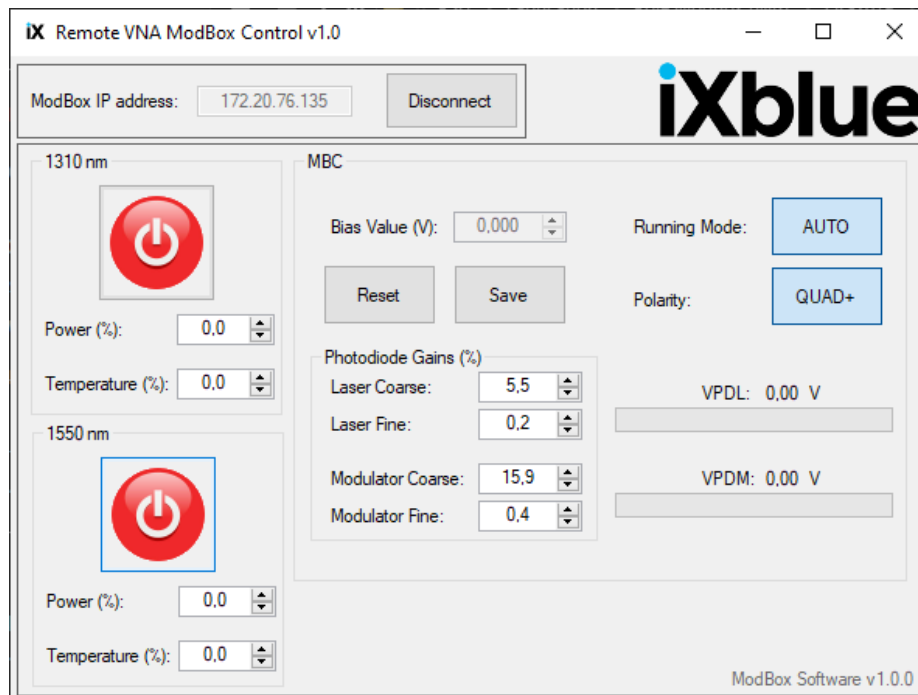 iX Remote VNA ModBox Control v1.0
ModBox IP address: 172.20.76.135 Disconnect
iXblue
1310 nm
Power (%): 0,0
Temperature (%): 0,0
1550 nm
Power (%): 0,0
Temperature (%): 0,0
MBC
Bias Value (V): 0,000
Running Mode: AUTO
Reset Save
Polarity: QUAD+
Photodiode Gains (%)
Laser Coarse: 5,5
Laser Fine: 0,2
Modulator Coarse: 15,9
Modulator Fine: 0,4
VPDL: 0,00 V
VPDM: 0,00 V
ModBox Software v1.0.0